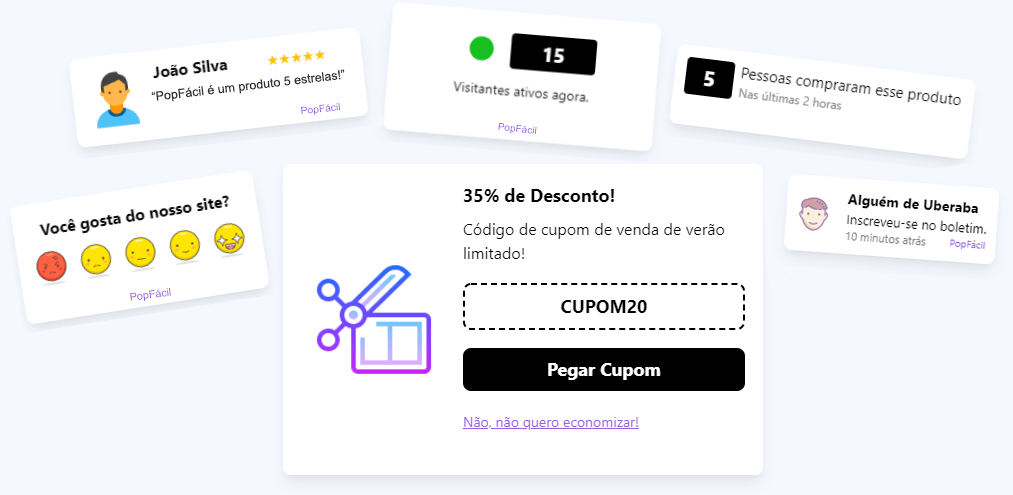 João Silva
“PopFácil é um produto 5 estrelas!”
PopFácil
15
Visitantes ativos agora.
PopFácil
5
Pessoas compraram esse produto
Nas últimas 2 horas
Você gosta do nosso site?
PopFácil
35% de Desconto!
Código de cupom de venda de verão
limitado!
CUPOM20
Pegar Cupom
Não, não quero economizar!
Alguém de Uberaba
Inscreveu-se no boletim.
10 minutos atrás
PopFácil